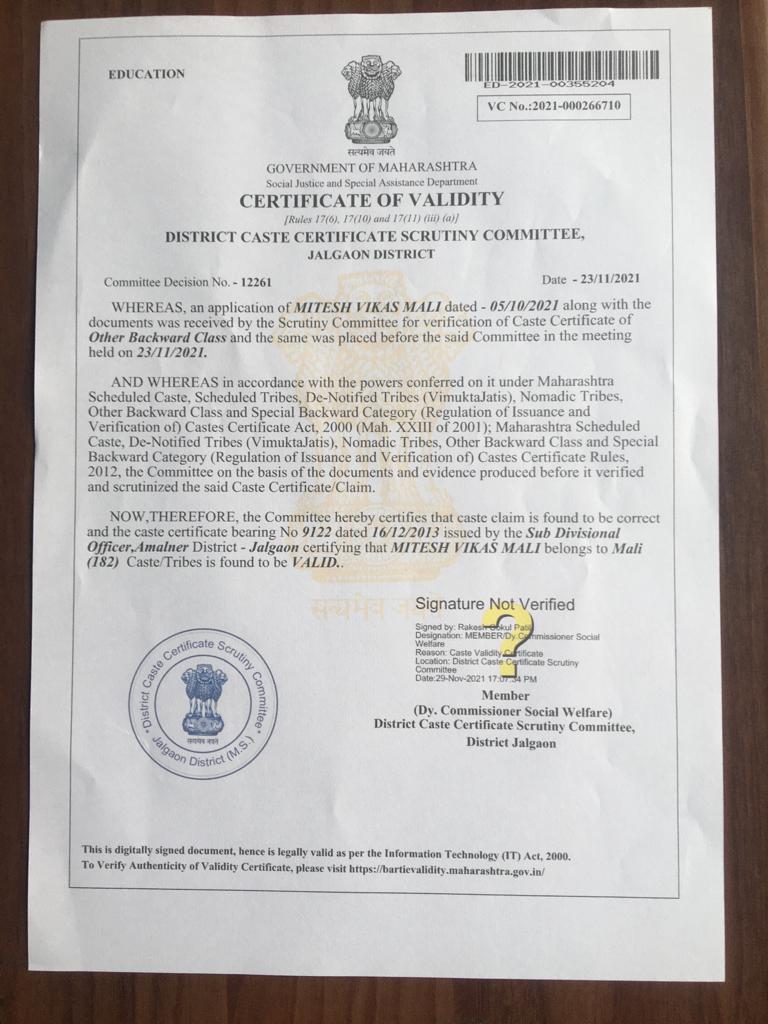 EDUCATION
ED-2021-00355204
VC No.:2021-000266710
सत्यमेव जयते
GOVERNMENT OF MAHARASHTRA
Social Justice and Special Assistance Department
CERTIFICATE OF VALIDITY
[Rules 17(6), 17(10) and 17(11) (iii) (a)]
DISTRICT CASTE CERTIFICATE SCRUTINY COMMITTEE,
JALGAON DISTRICT
Committee Decision No. - 12261
Date - 23/11/2021
WHEREAS, an application of MITESH VIKAS MALI dated - 05/10/2021 along with the
documents was received by the Scrutiny Committee for verification of Caste Certificate of
Other Backward Class and the same was placed before the said Committee in the meeting
held on 23/11/2021.
AND WHEREAS in accordance with the powers conferred on it under Maharashtra
Scheduled Caste, Scheduled Tribes, De-Notified Tribes (VimuktaJatis), Nomadic Tribes,
Other Backward Class and Special Backward Category (Regulation of Issuance and
Verification of) Castes Certificate Act, 2000 (Mah. XXIII of 2001); Maharashtra Scheduled
Caste, De-Notified Tribes (VimuktaJatis), Nomadic Tribes, Other Backward Class and Special
Backward Category (Regulation of Issuance and Verification of) Castes Certificate Rules,
2012, the Committee on the basis of the documents and evidence produced before it verified
and scrutinized the said Caste Certificate/Claim.
NOW,THEREFORE, the Committee hereby certifies that caste claim is found to be correct
and the caste certificate bearing No 9122 dated 16/12/2013 issued by the Sub Divisional
Officer,Amalner District - Jalgaon certifying that MITESH VIKAS MALI belongs to Mali
(182) Caste/Tribes is found to be VALID..
सत्यमेव जयते
Signature Not Verified
?
Signed by: Rakesh Gokul Patil
Designation: MEMBER/Dy.Commissioner Social
Welfare
Reason: Caste Validity Certificate
Location: District Caste Certificate Scrutiny
Committee
Date:29-Nov-2021 17:07:34 PM
Member
(Dy. Commissioner Social Welfare)
District Caste Certificate Scrutiny Committee,
District Jalgaon
District Caste Certificate Scrutiny Committee
सत्यमेव जयते
Jalgaon District (M.S.)
This is digitally signed document, hence is legally valid as per the Information Technology (IT) Act, 2000.
To Verify Authenticity of Validity Certificate, please visit https://bartievalidity.maharashtra.gov.in/